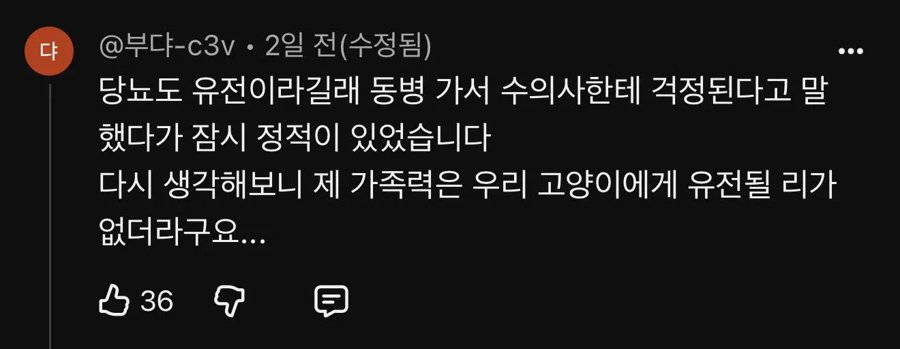 댜
@부댜-c3v • 2일 전(수정됨)
당뇨도 유전이라길래 동병 가서 수의사한테 걱정된다고 말
했다가 잠시 정적이 있었습니다
다시 생각해보니 제 가족력은 우리 고양이에게 유전될 리가
없더라구요...
36